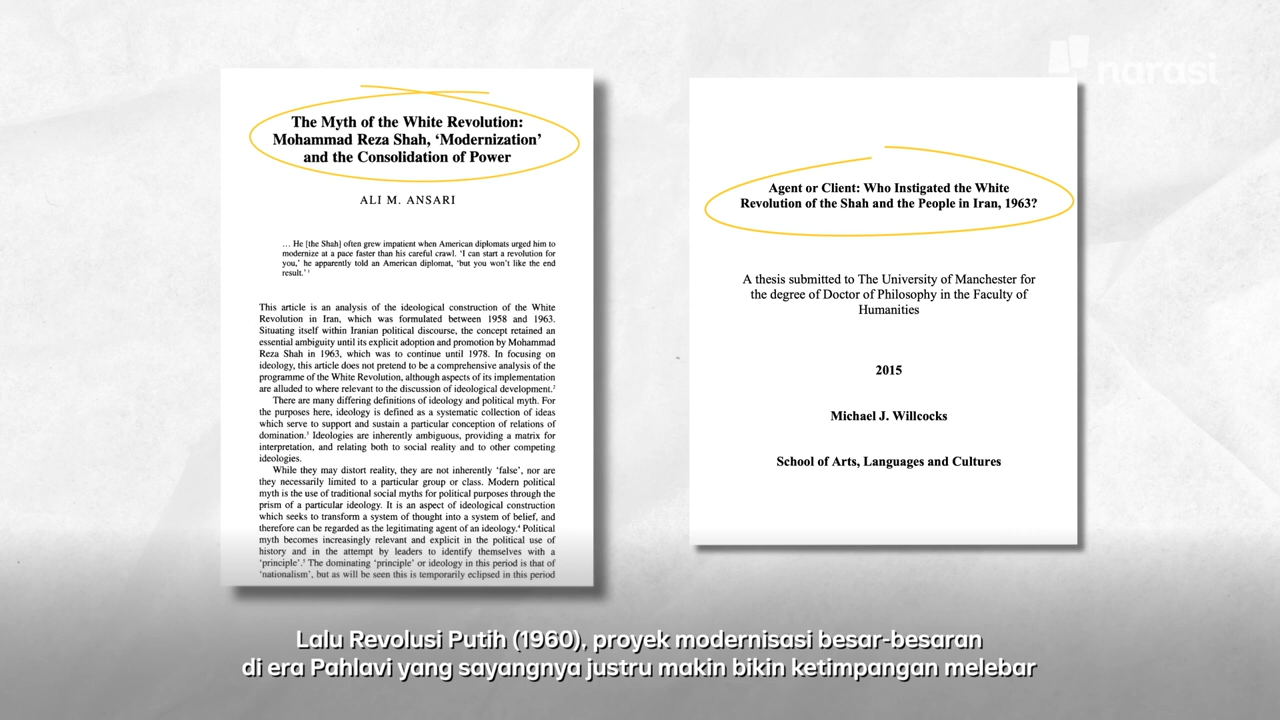 narasi
The Myth of the White Revolution:
Mohammad Reza Shah, ‘Modernization’
and the Consolidation of Power
ALI M. ANSARI
… He [the Shah] often grew impatient when American diplomats urged him to
modernize at a pace faster than his careful crawl. ‘I can start a revolution for
you,’ he apparently told an American diplomat, ‘but you won’t like the end
result.’¹
This article is an analysis of the ideological construction of the White
Revolution in Iran, which was formulated between 1958 and 1963.
Situating itself within Iranian political discourse, the concept retained an
essential ambiguity until its explicit adoption and promotion by Mohammad
Reza Shah in 1963, which was to continue until 1978. In focusing on
ideology, this article does not pretend to be a comprehensive analysis of the
programme of the White Revolution, although aspects of its implementation
are alluded to where relevant to the discussion of ideological development.²
There are many differing definitions of ideology and political myth. For
the purposes here, ideology is defined as a systematic collection of ideas
which serve to support and sustain a particular conception of relations of
domination.³ Ideologies are inherently ambiguous, providing a matrix for
interpretation, and relating both to social reality and to other competing
ideologies.
While they may distort reality, they are not inherently ‘false’, nor are
they necessarily limited to a particular group or class. Modern political
myth is the use of traditional social myths for political purposes through the
prism of a particular ideology. It is an aspect of ideological construction
which seeks to transform a system of thought into a system of belief, and
therefore can be regarded as the legitimating agent of an ideology.⁴ Political
myth becomes increasingly relevant and explicit in the political use of
history and in the attempt by leaders to identify themselves with a
‘principle’.⁵ The dominating ‘principle’ or ideology in this period is that of
‘nationalism’, but as will be seen this is temporarily eclipsed in this period
Agent or Client: Who Instigated the White
Revolution of the Shah and the People in Iran, 1963?
A thesis submitted to The University of Manchester for
the degree of Doctor of Philosophy in the Faculty of
Humanities
2015
Michael J. Willcocks
School of Arts, Languages and Cultures
Lalu Revolusi Putih (1960), proyek modernisasi besar-besaran
di era Pahlavi yang sayangnya justru makin bikin ketimpangan melebar